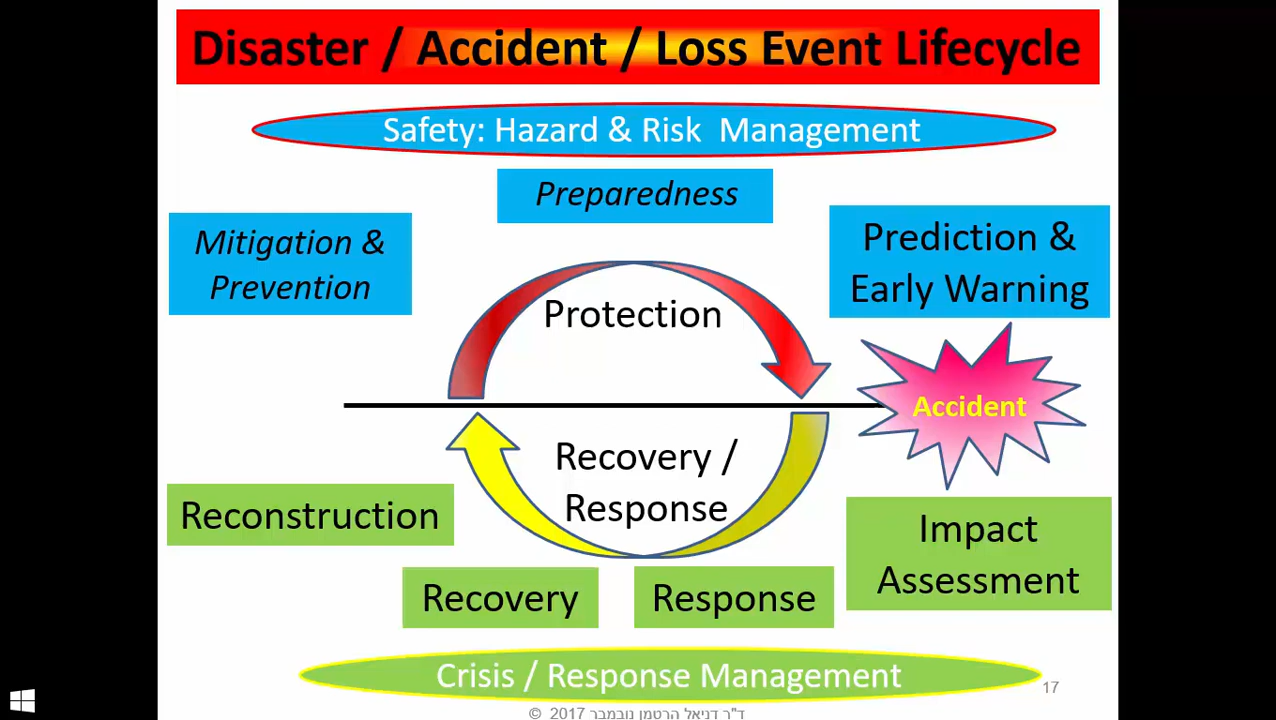 Disaster / Accident / Loss Event Lifecycle
Safety: Hazard & Risk Management
Preparedness
Mitigation &
Prevention
Prediction &
Early Warning
Protection
Accident
Recovery /
Response
Reconstruction
Impact
Assessment
Recovery
Response
Crisis / Response Management
17
ד"ר דניאל הרטמן נובמבר 2017 ©